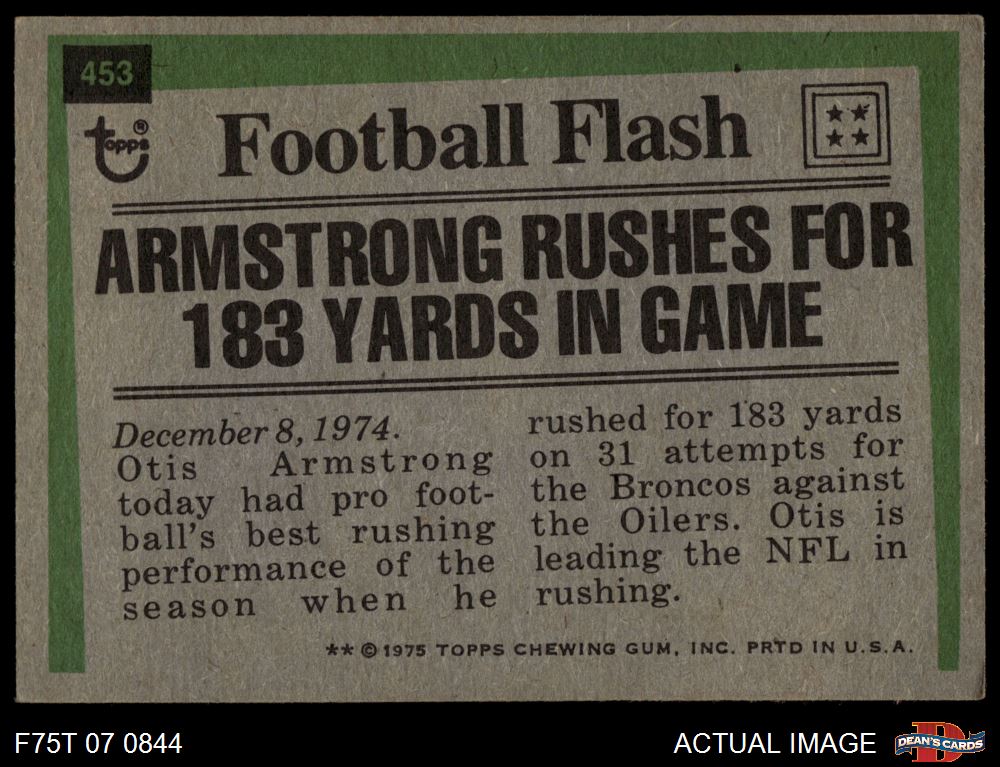 453
Topps®
Football Flash
ARMSTRONG RUSHES FOR
183 YARDS IN GAME
December 8, 1974.
Otis Armstrong
today had pro foot-
ball's best rushing
performance of the
season when he
rushed for 183 yards
on 31 attempts for
the Broncos against
the Oilers. Otis is
leading the NFL in
rushing.
** © 1975 TOPPS CHEWING GUM, INC. PRTD IN U.S.A.
F75T 07 0844
ACTUAL IMAGE
D
DEAN'S CARDS